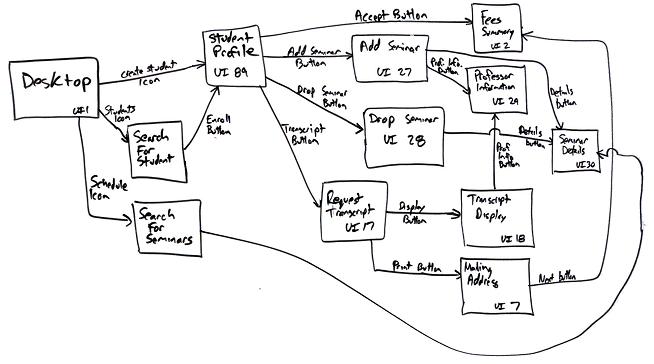 Desktop
UI 1
create student
Icon
Students
Icon
Search
For
Student
Enroll
Button
Schedule
Icon
Search
For
Seminars
Student
Profile
UI 89
Accept Button
Fees
Summary
UI 2
Add Seminar
Button
Add Seminar
UI 27
Prof. Info.
Button
Professor
Information
UI 29
Details
button
Drop Seminar
Button
Drop Seminar
UI 28
Details
button
Seminar
Details
UI 30
Transcript
Button
Request
Transcript
UI 17
Display
Button
Transcript
Display
UI 18
Prof
Info
Button
Print Button
Mailing
Address
UI 7
Next button